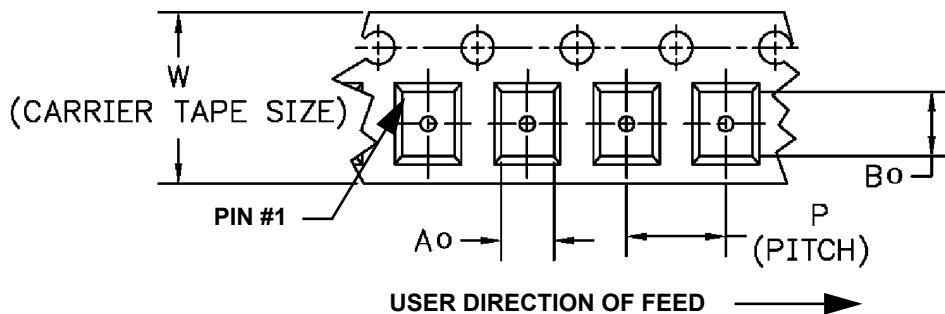 W
(CARRIER TAPE SIZE)
PIN #1
Ao
P
(PITCH)
Bo
USER DIRECTION OF FEED